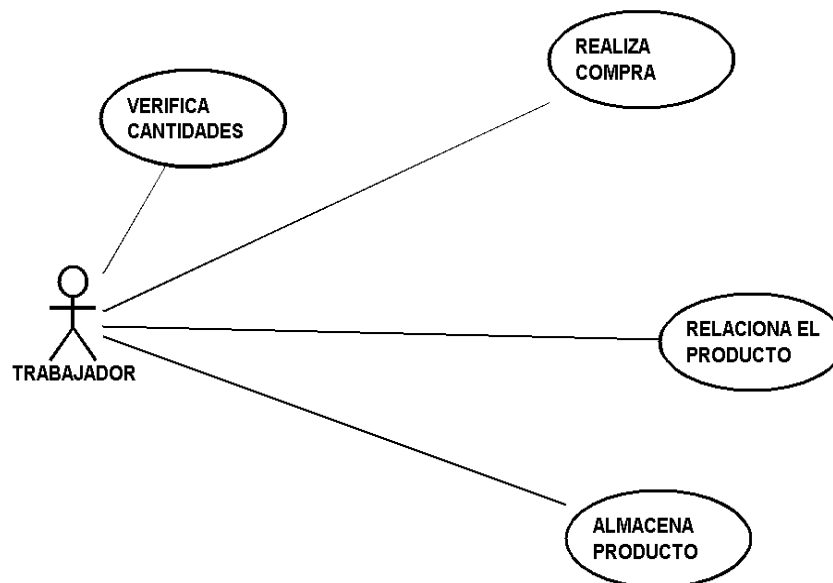 REALIZA
COMPRA
VERIFICA
CANTIDADES
RELACIONA EL
PRODUCTO
TRABAJADOR
ALMACENA
PRODUCTO